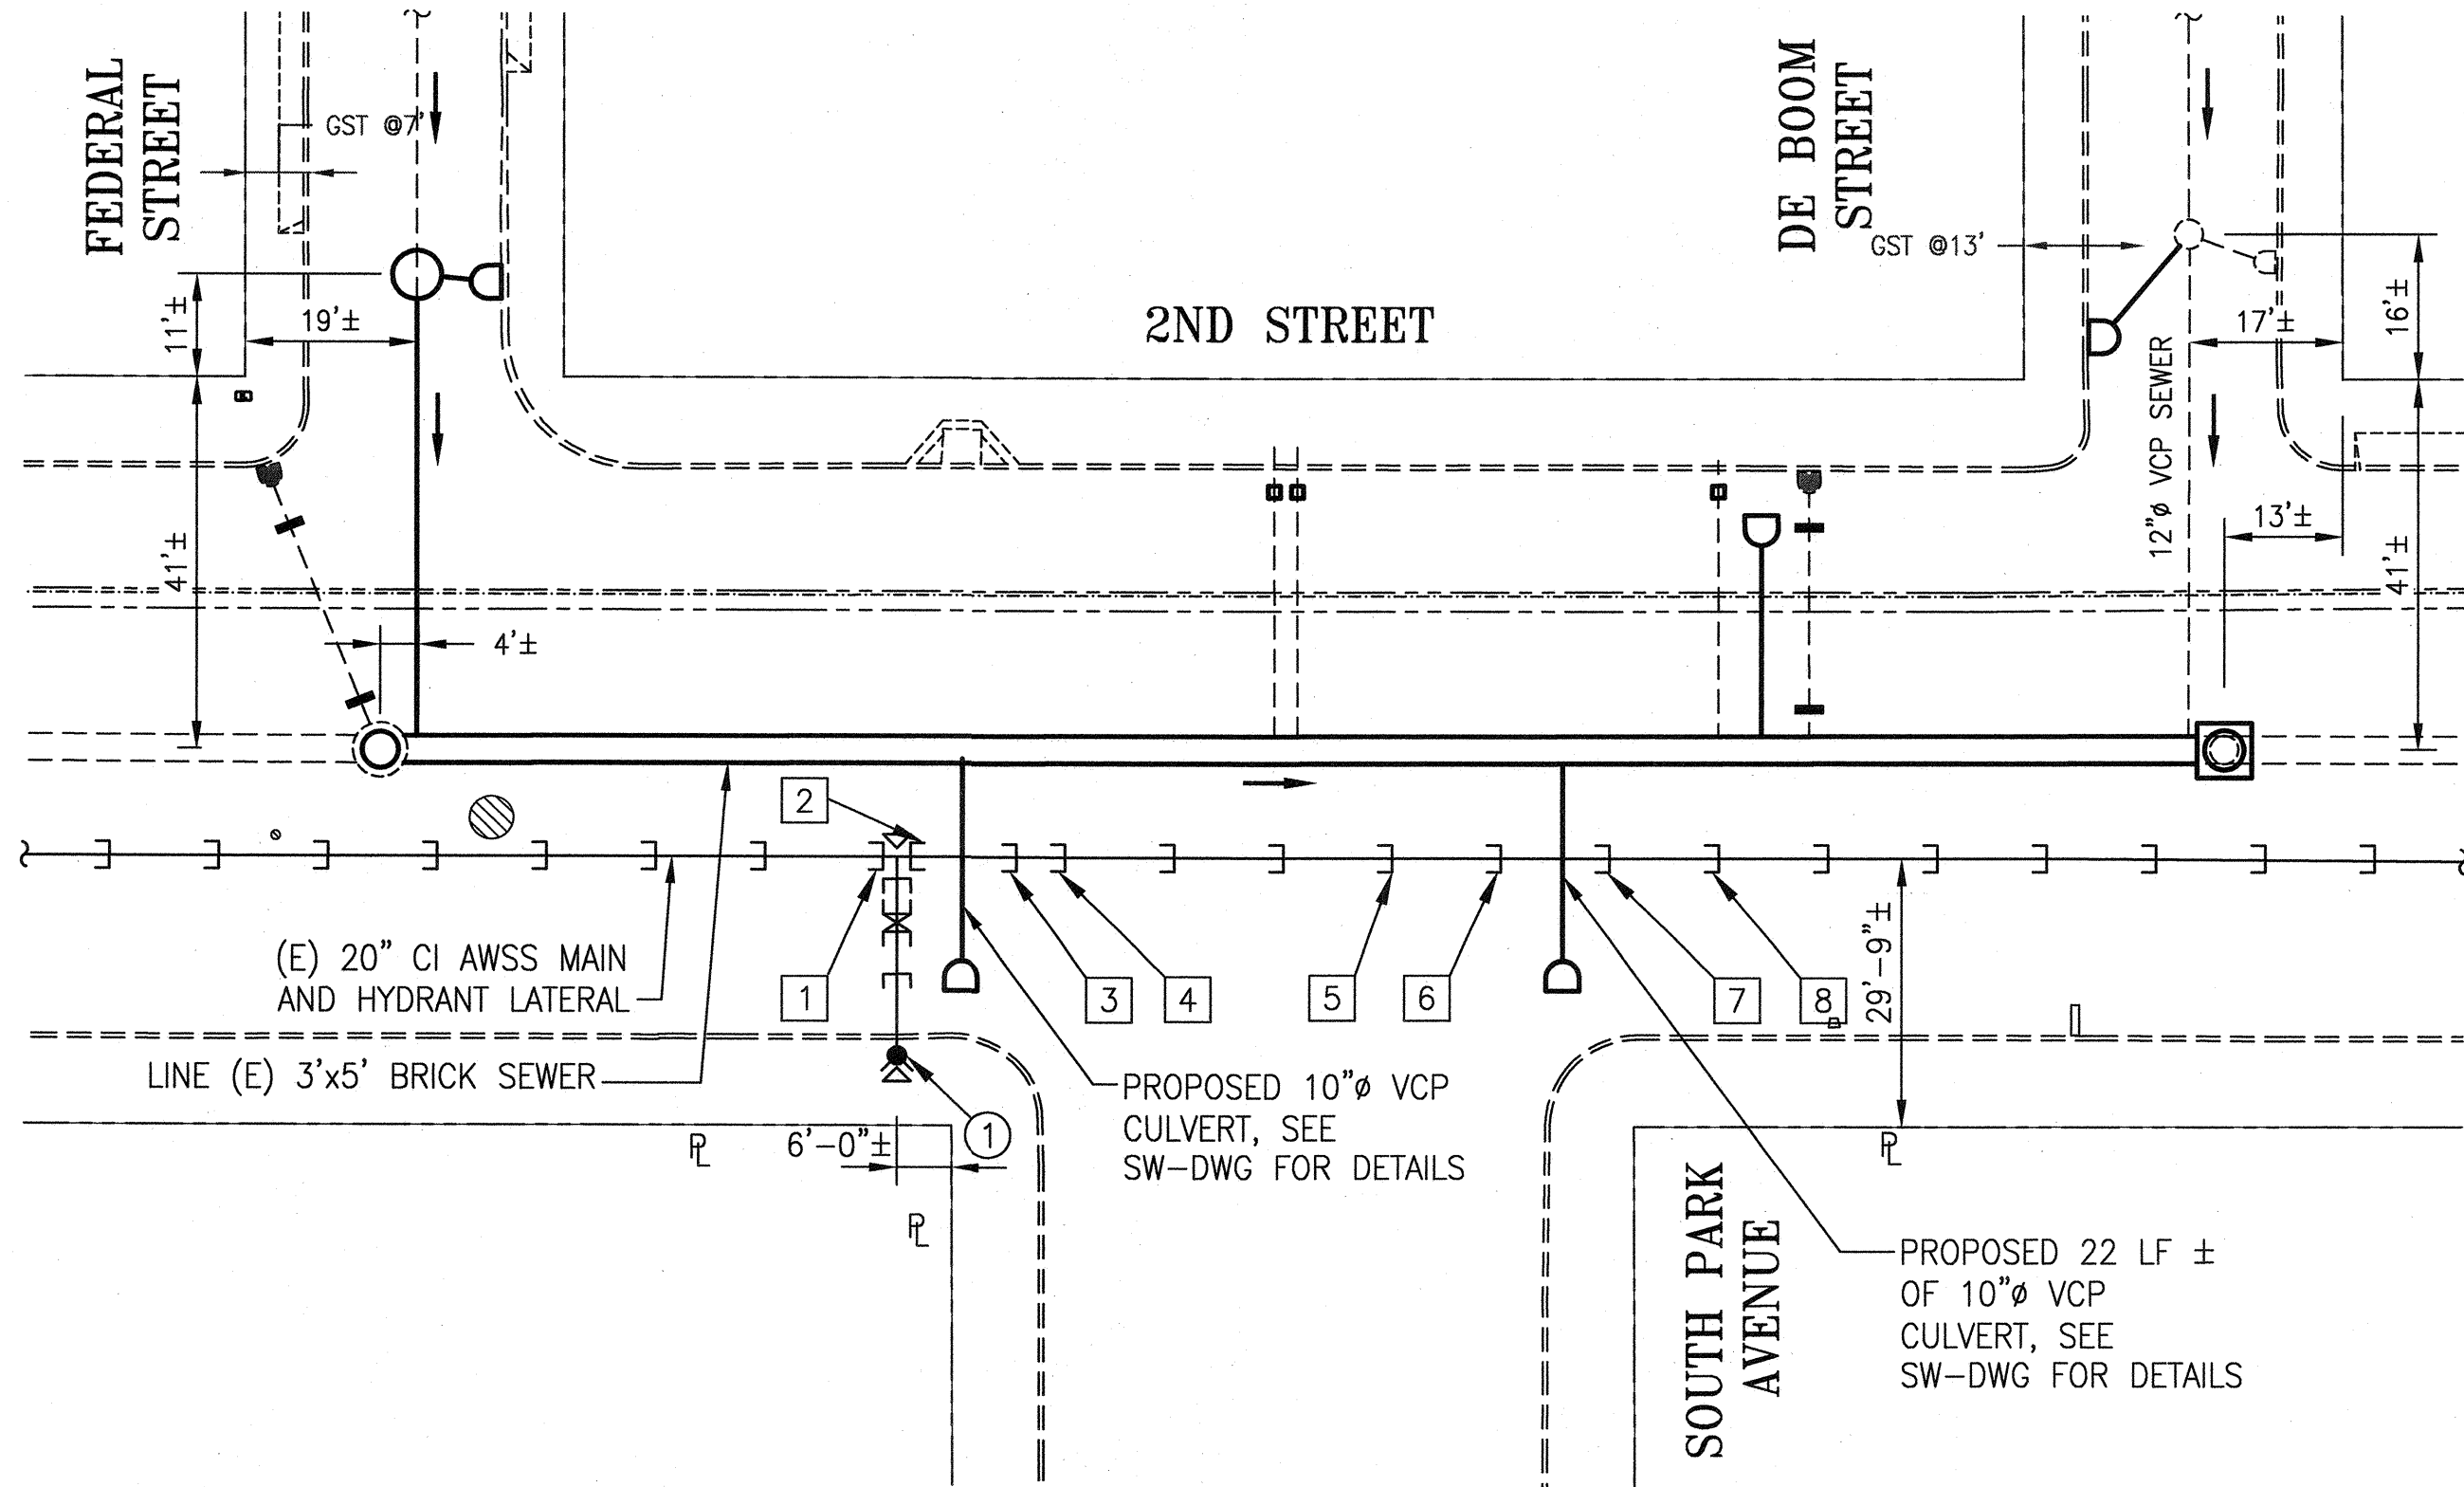 FEDERAL
STREET
GST @7'
11'±
19'±
41'±
4'±
2ND STREET
DE BOOM
STREET
GST @13'
12"ø VCP SEWER
17'±
16'±
13'±
41'±
2
1
3
4
5
6
7
8
(E) 20" CI AWSS MAIN
AND HYDRANT LATERAL
LINE (E) 3'x5' BRICK SEWER
1
6'-0"±
PL
PL
PROPOSED 10"ø VCP
CULVERT, SEE
SW-DWG FOR DETAILS
29'-9"±
PL
SOUTH PARK
AVENUE
PROPOSED 22 LF ±
OF 10"ø VCP
CULVERT, SEE
SW-DWG FOR DETAILS